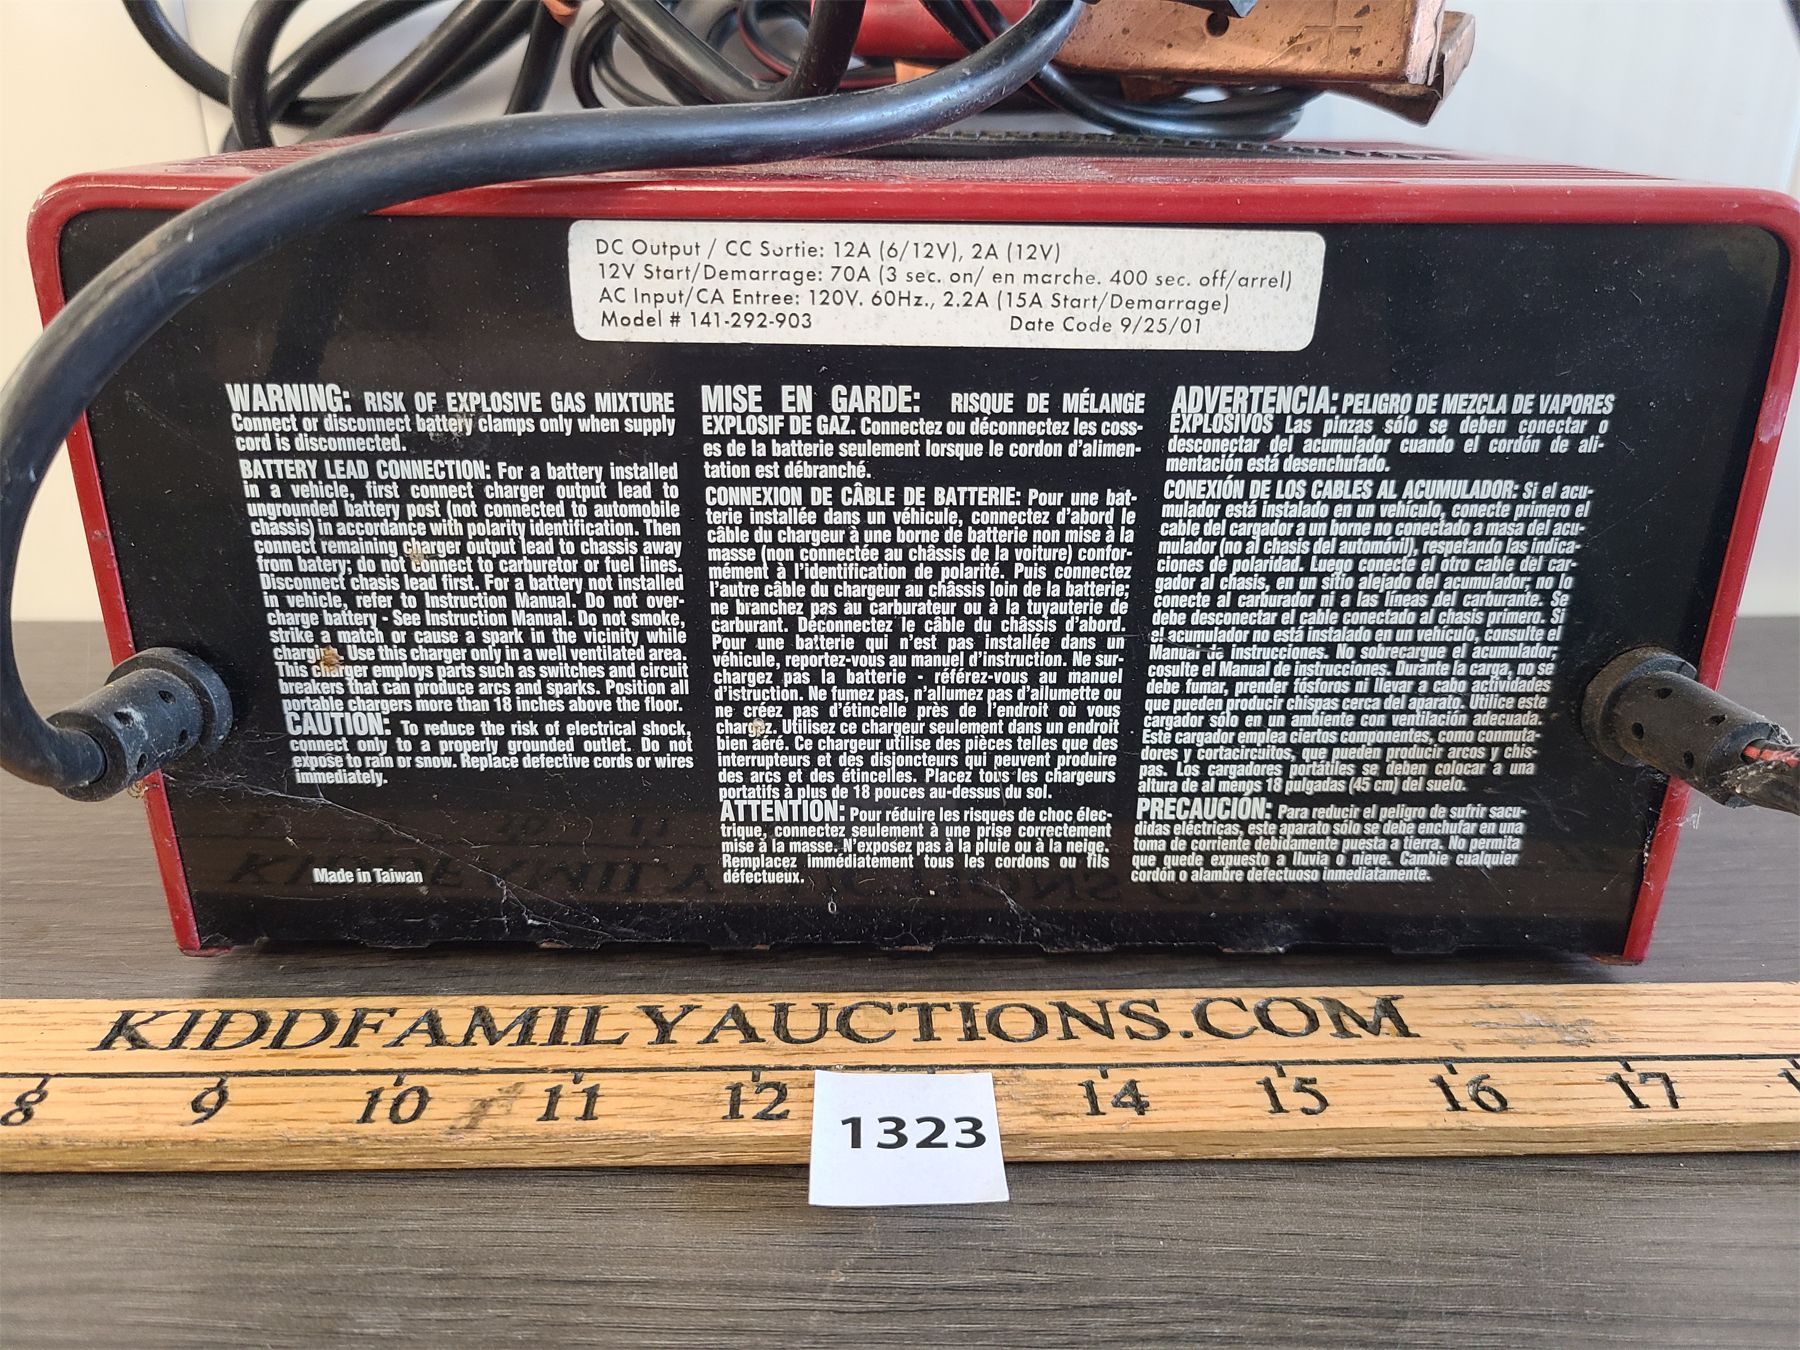 DC Output / CC Sortie: 12A (6/12V), 2A (12V)
12V Start/Demarrage: 70A (3 sec. on/ en marche. 400 sec. off/arrel)
AC Input/CA Entree: 120V. 60Hz., 2.2A (15A Start/Demarrage)
Model # 141-292-903 Date Code 9/25/01
WARNING: RISK OF EXPLOSIVE GAS MIXTURE
Connect or disconnect battery clamps only when supply
cord is disconnected.
BATTERY LEAD CONNECTION: For a battery installed
in a vehicle, first connect charger output lead to
ungrounded battery post (not connected to automobile
chassis) in accordance with polarity identification. Then
connect remaining charger output lead to chassis away
from batery; do not connect to carburetor or fuel lines.
Disconnect chasis lead first. For a battery not installed
in vehicle, refer to Instruction Manual. Do not over-
charge battery - See Instruction Manual. Do not smoke,
strike a match or cause a spark in the vicinity while
charging. Use this charger only in a well ventilated area.
This charger employs parts such as switches and circuit
breakers that can produce arcs and sparks. Position all
portable chargers more than 18 inches above the floor.
CAUTION: To reduce the risk of electrical shock,
connect only to a properly grounded outlet. Do not
expose to rain or snow. Replace defective cords or wires
immediately.
Made in Taiwan
MISE EN GARDE: RISQUE DE MÉLANGE
EXPLOSIF DE GAZ. Connectez ou déconnectez les coss-
es de la batterie seulement lorsque le cordon d'alimen-
tation est débranché.
CONNEXION DE CÂBLE DE BATTERIE: Pour une bat-
terie installée dans un véhicule, connectez d'abord le
câble du chargeur à une borne de batterie non mise à la
masse (non connectée au châssis de la voiture) confor-
mément à l'identification de polarité. Puis connectez
l'autre câble du chargeur au châssis loin de la batterie;
ne branchez pas au carburateur ou à la tuyauterie de
carburant. Déconnectez le câble du châssis d'abord.
Pour une batterie qui n'est pas installée dans un
véhicule, reportez-vous au manuel d'instruction. Ne sur-
chargez pas la batterie - référez-vous au manuel
d'istruction. Ne fumez pas, n'allumez pas d'allumette ou
ne créez pas d'étincelle près de l'endroit où vous
chargez. Utilisez ce chargeur seulement dans un endroit
bien aéré. Ce chargeur utilise des pièces telles que des
interrupteurs et des disjoncteurs qui peuvent produire
des arcs et des étincelles. Placez tous les chargeurs
portatifs à plus de 18 pouces au-dessus du sol.
ATTENTION: Pour réduire les risques de choc élec-
trique, connectez seulement à une prise correctement
mise à la masse. N'exposez pas à la pluie ou à la neige.
Remplacez immédiatement tous les cordons ou fils
défectueux.
ADVERTENCIA: PELIGRO DE MEZCLA DE VAPORES
EXPLOSIVOS Las pinzas sólo se deben conectar o
desconectar del acumulador cuando el cordón de ali-
mentación está desenchufado.
CONEXIÓN DE LOS CABLES AL ACUMULADOR: Si el acu-
mulador está instalado en un vehículo, conecte primero el
cable del cargador a un borne no conectado a masa del acu-
mulador (no al chasis del automóvil), respetando las indica-
ciones de polaridad. Luego conecte el otro cable del car-
gador al chasis, en un sitio alejado del acumulador; no lo
conecte al carburador ni a las líneas del carburante. Se
debe desconectar el cable conectado al chasis primero. Si
el acumulador no está instalado en un vehículo, consulte el
Manual de instrucciones. No sobrecargue el acumulador;
cosulte el Manual de instrucciones. Durante la carga, no se
debe fumar, prender fósforos ni llevar a cabo actividades
que pueden producir chispas cerca del aparato. Utilice este
cargador sólo en un ambiente con ventilación adecuada.
Este cargador emplea ciertos componentes, como conmuta-
dores y cortacircuitos, que pueden producir arcos y chis-
pas. Los cargadores portátiles se deben colocar a una
altura de al menos 18 pulgadas (45 cm) del suelo.
PRECAUCIÓN: Para reducir el peligro de sufrir sacu-
didas eléctricas, este aparato sólo se debe enchufar en una
toma de corriente debidamente puesta a tierra. No permita
que quede expuesto a lluvia o nieve. Cambie cualquier
cordón o alambre defectuoso inmediatamente.
KIDDFAMILYAUCTIONS.COM
8 9 10 11 12 14 15 16 17
1323